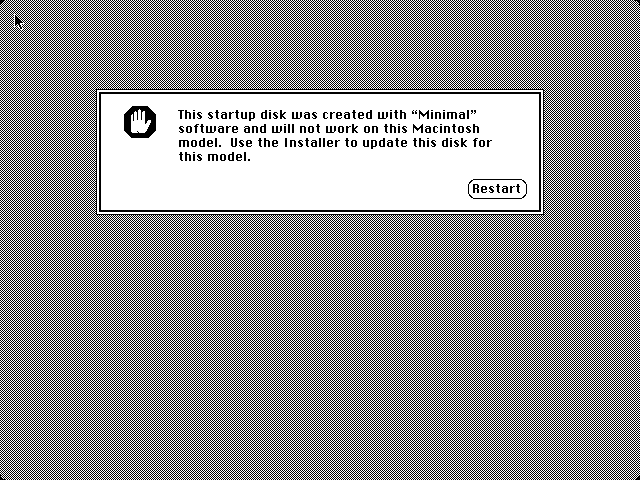 This startup disk was created with “Minimal”
software and will not work on this Macintosh
model.  Use the Installer to update this disk for
this model.
Restart